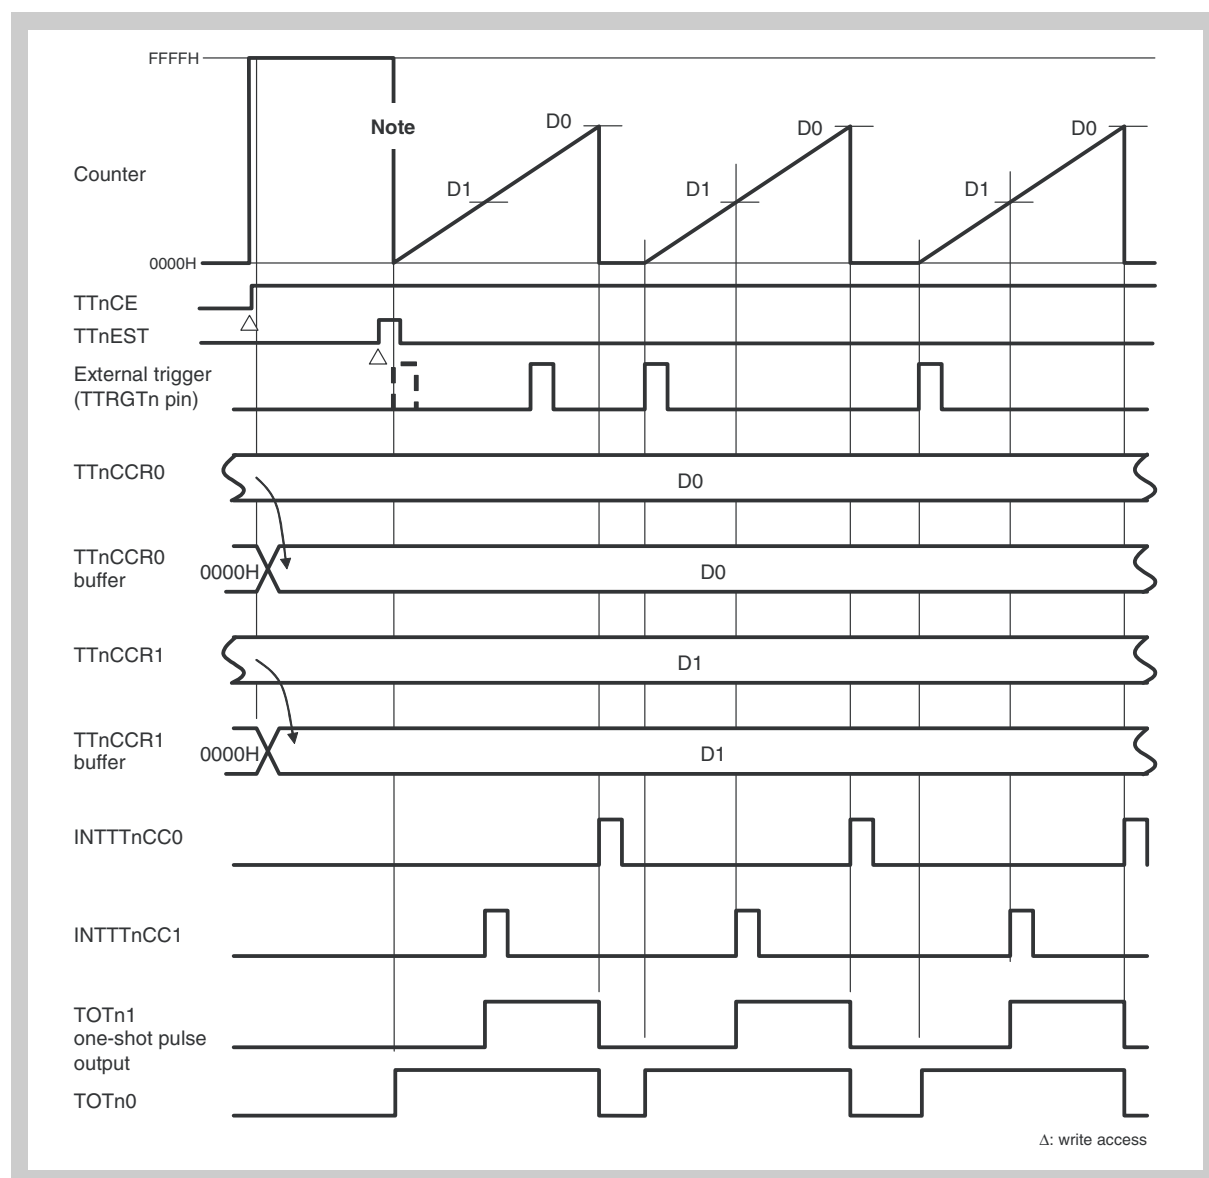 FFFFH
Note
D0
D0
D0
Counter
D1
D1
D1
0000H
TTnCE
TTnEST
External trigger
(TTRGTn pin)
TTnCCR0
D0
TTnCCR0
buffer
0000H
D0
TTnCCR1
D1
TTnCCR1
buffer
0000H
D1
INTTTnCC0
INTTTnCC1
TOTn1
one-shot pulse
output
TOTn0
Δ: write access